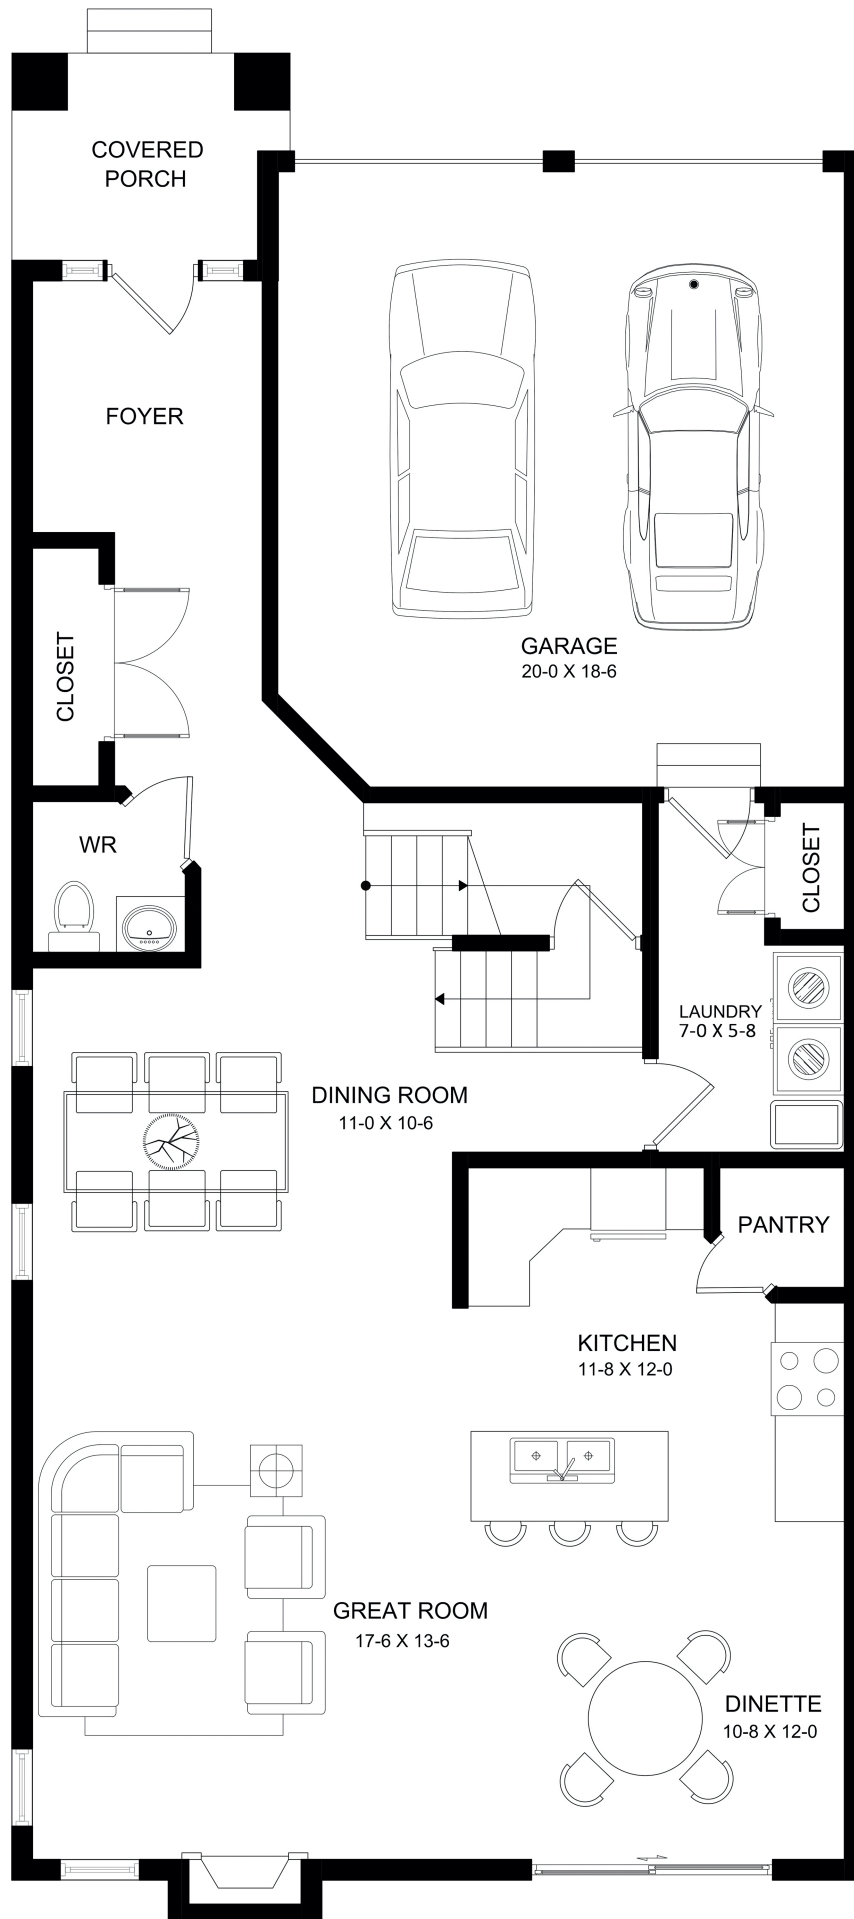 COVERED
PORCH
FOYER
GARAGE
20-0 X 18-6
CLOSET
WR
CLOSET
LAUNDRY
7-0 X 5-8
DINING ROOM
11-0 X 10-6
PANTRY
KITCHEN
11-8 X 12-0
GREAT ROOM
17-6 X 13-6
DINETTE
10-8 X 12-0